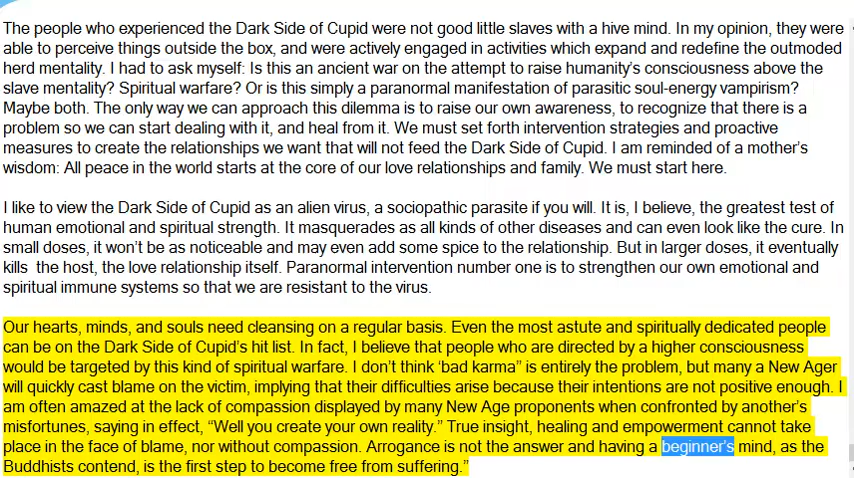 The people who experienced the Dark Side of Cupid were not good little slaves with a hive mind. In my opinion, they were
able to perceive things outside the box, and were actively engaged in activities which expand and redefine the outmoded
herd mentality. I had to ask myself: Is this an ancient war on the attempt to raise humanity’s consciousness above the
slave mentality? Spiritual warfare? Or is this simply a paranormal manifestation of parasitic soul-energy vampirism?
Maybe both. The only way we can approach this dilemma is to raise our own awareness, to recognize that there is a
problem so we can start dealing with it, and heal from it. We must set forth intervention strategies and proactive
measures to create the relationships we want that will not feed the Dark Side of Cupid. I am reminded of a mother’s
wisdom: All peace in the world starts at the core of our love relationships and family. We must start here.
I like to view the Dark Side of Cupid as an alien virus, a sociopathic parasite if you will. It is, I believe, the greatest test of
human emotional and spiritual strength. It masquerades as all kinds of other diseases and can even look like the cure. In
small doses, it won’t be as noticeable and may even add some spice to the relationship. But in larger doses, it eventually
kills  the host, the love relationship itself. Paranormal intervention number one is to strengthen our own emotional and
spiritual immune systems so that we are resistant to the virus.
Our hearts, minds, and souls need cleansing on a regular basis. Even the most astute and spiritually dedicated people
can be on the Dark Side of Cupid’s hit list. In fact, I believe that people who are directed by a higher consciousness
would be targeted by this kind of spiritual warfare. I don’t think ‘bad karma” is entirely the problem, but many a New Ager
will quickly cast blame on the victim, implying that their difficulties arise because their intentions are not positive enough. I
am often amazed at the lack of compassion displayed by many New Age proponents when confronted by another’s
misfortunes, saying in effect, “Well you create your own reality.” True insight, healing and empowerment cannot take
place in the face of blame, nor without compassion. Arrogance is not the answer and having a beginner’s mind, as the
Buddhists contend, is the first step to become free from suffering.”